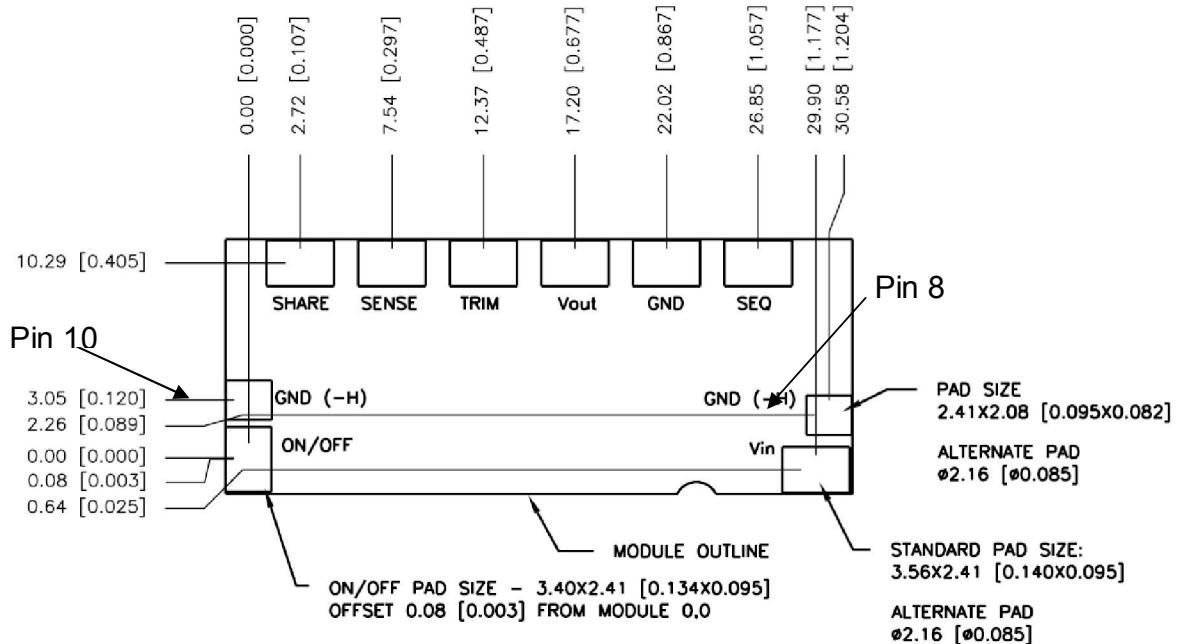 0.00 [0.000]
2.72 [0.107]
7.54 [0.297]
12.37 [0.487]
17.20 [0.677]
22.02 [0.867]
26.85 [1.057]
29.90 [1.177]
30.58 [1.204]
10.29 [0.405]
SHARE
SENSE
TRIM
Vout
GND
SEQ
Pin 8
Pin 10
3.05 [0.120]
2.26 [0.089]
0.00 [0.000]
0.08 [0.003]
0.64 [0.025]
GND (-H)
GND (-H)
ON/OFF
Vin
PAD SIZE
2.41X2.08 [0.095X0.082]
ALTERNATE PAD
ø2.16 [ø0.085]
MODULE OUTLINE
STANDARD PAD SIZE:
3.56X2.41 [0.140X0.095]
ALTERNATE PAD
ø2.16 [ø0.085]
ON/OFF PAD SIZE - 3.40X2.41 [0.134X0.095]
OFFSET 0.08 [0.003] FROM MODULE 0,0